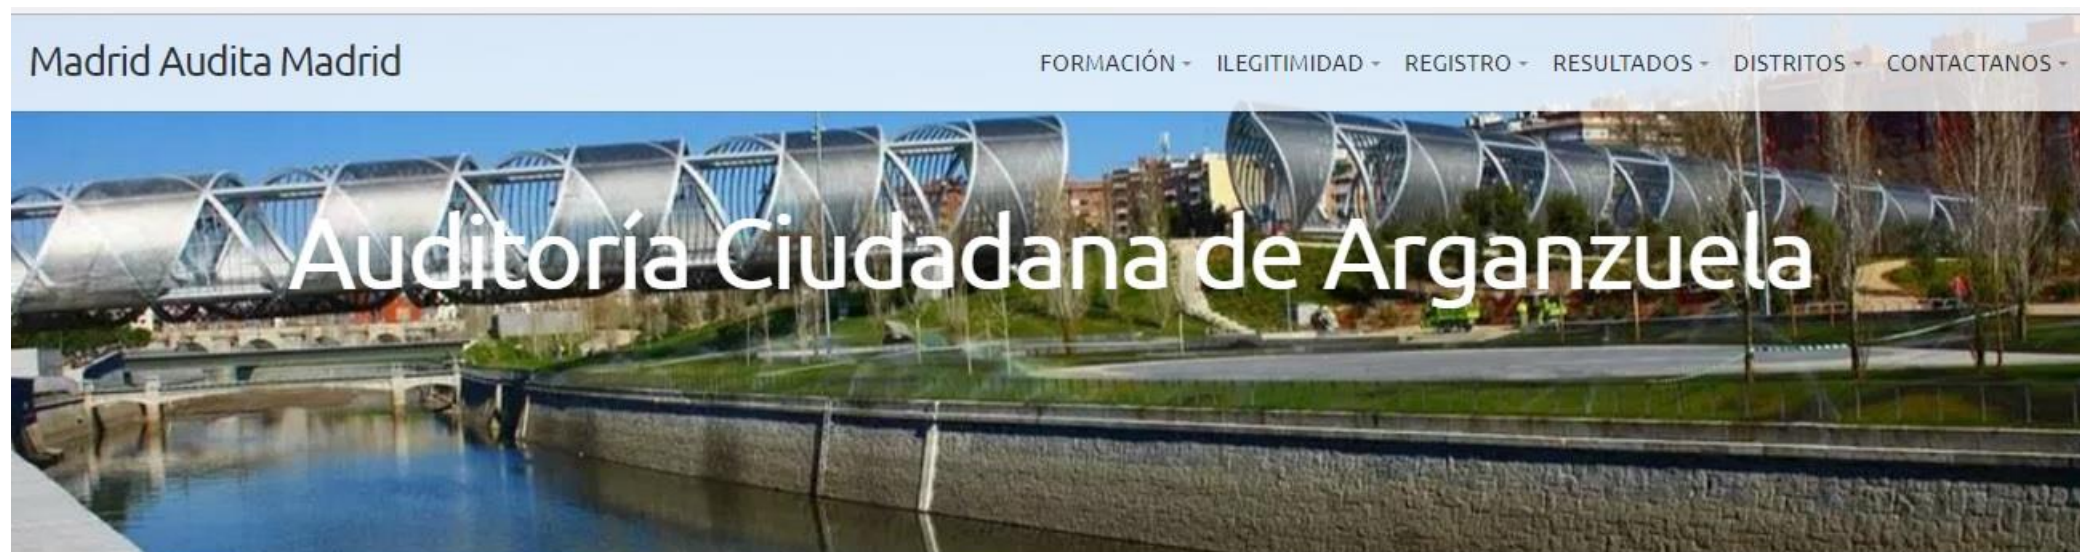 Madrid Audita Madrid
FORMACIÓN ILEGITIMIDAD REGISTRO RESULTADOS DISTRITOS CONTACTANOS
Auditoría Ciudadana de Arganzuela